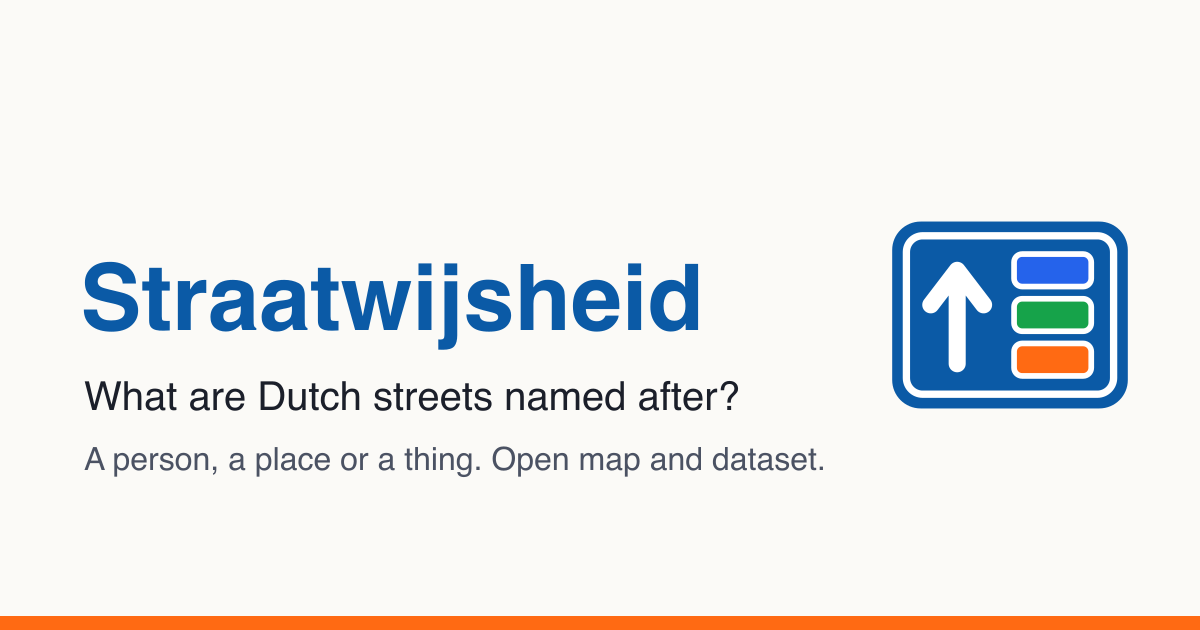 Straatwijsheid
What are Dutch streets named after?
A person, a place or a thing. Open map and dataset.